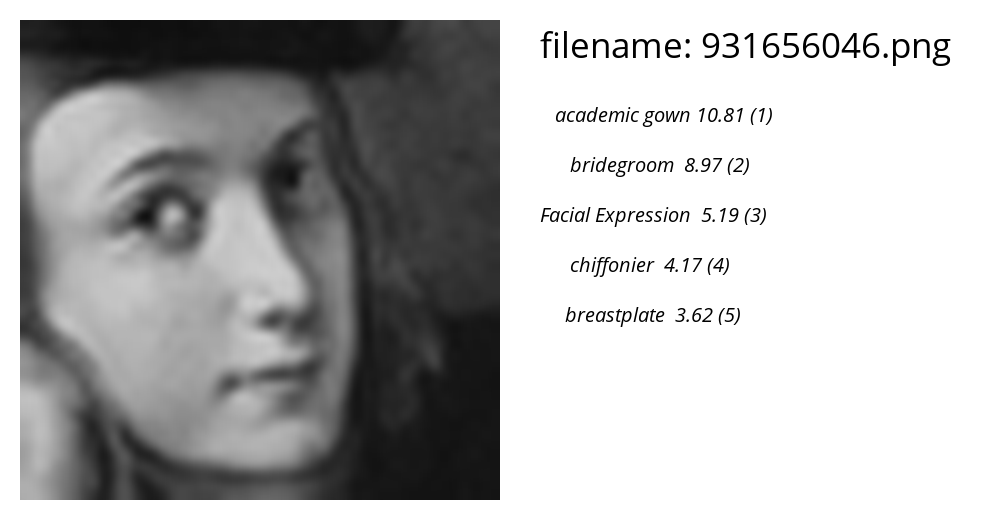 filename: 931656046.png
academic gown 10.81 (1)
bridegroom 8.97 (2)
Facial Expression 5.19 (3)
chiffonier 4.17 (4)
breastplate 3.62 (5)